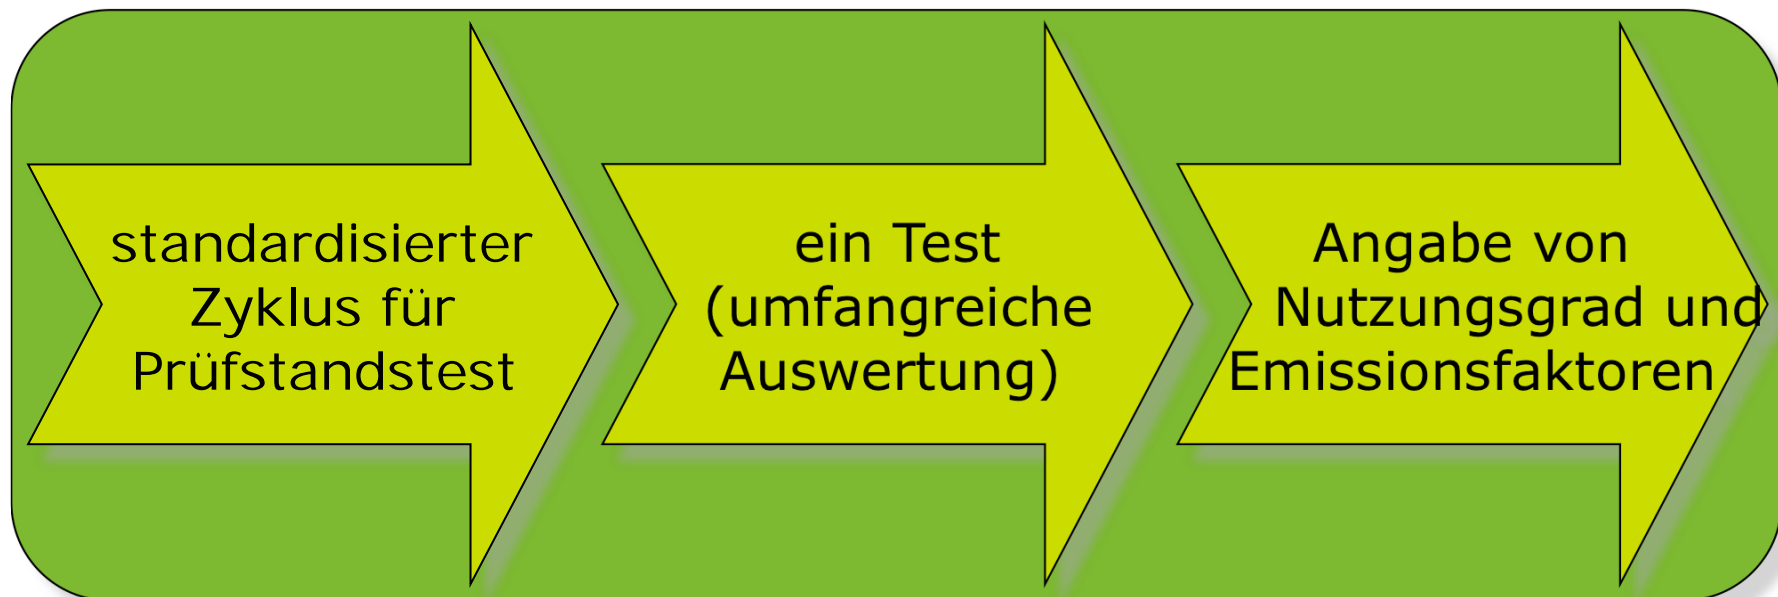 standardisierter
Zyklus für
Prüfstandstest
ein Test
(umfangreiche
Auswertung)
Angabe von
Nutzungsgrad und
Emissionsfaktoren